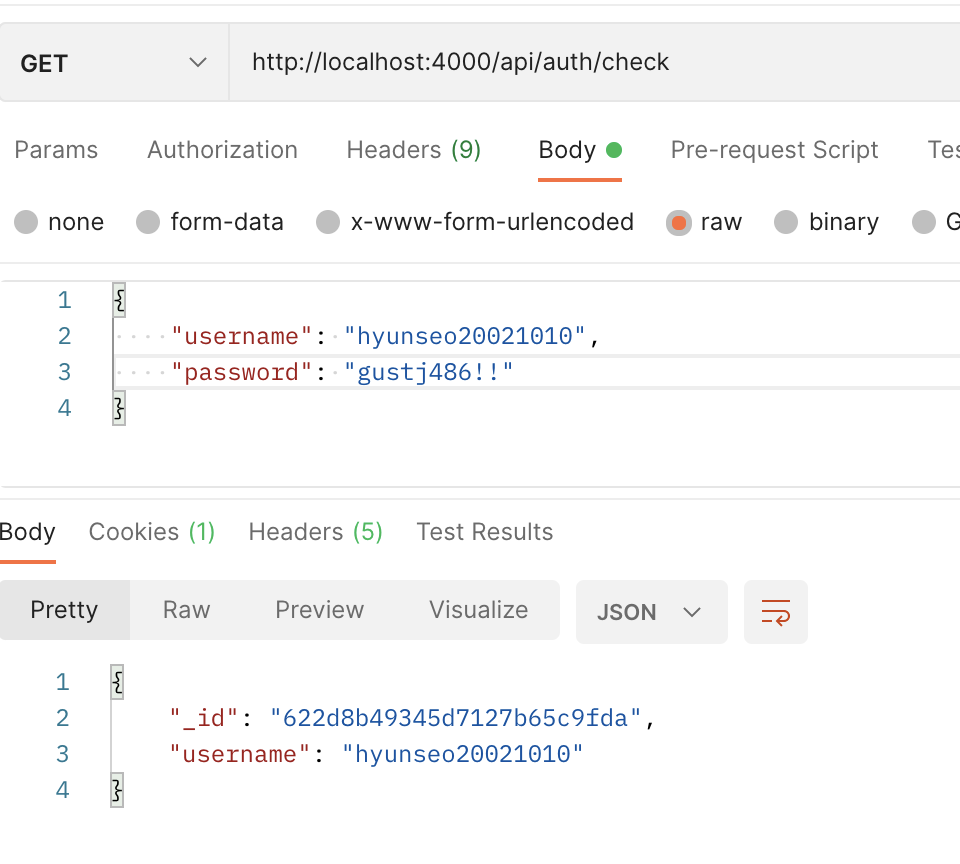 GET http://localhost:4000/api/auth/check
Params Authorization Headers (9) Body Pre-request Script Tes
none form-data x-www-form-urlencoded raw binary G
1 {
2 "username": "hyunseo20021010",
3 "password": "gustj486!!"
4 }
Body Cookies (1) Headers (5) Test Results
Pretty Raw Preview Visualize JSON
1 {
2 "_id": "622d8b49345d7127b65c9fda",
3 "username": "hyunseo20021010"
4 }